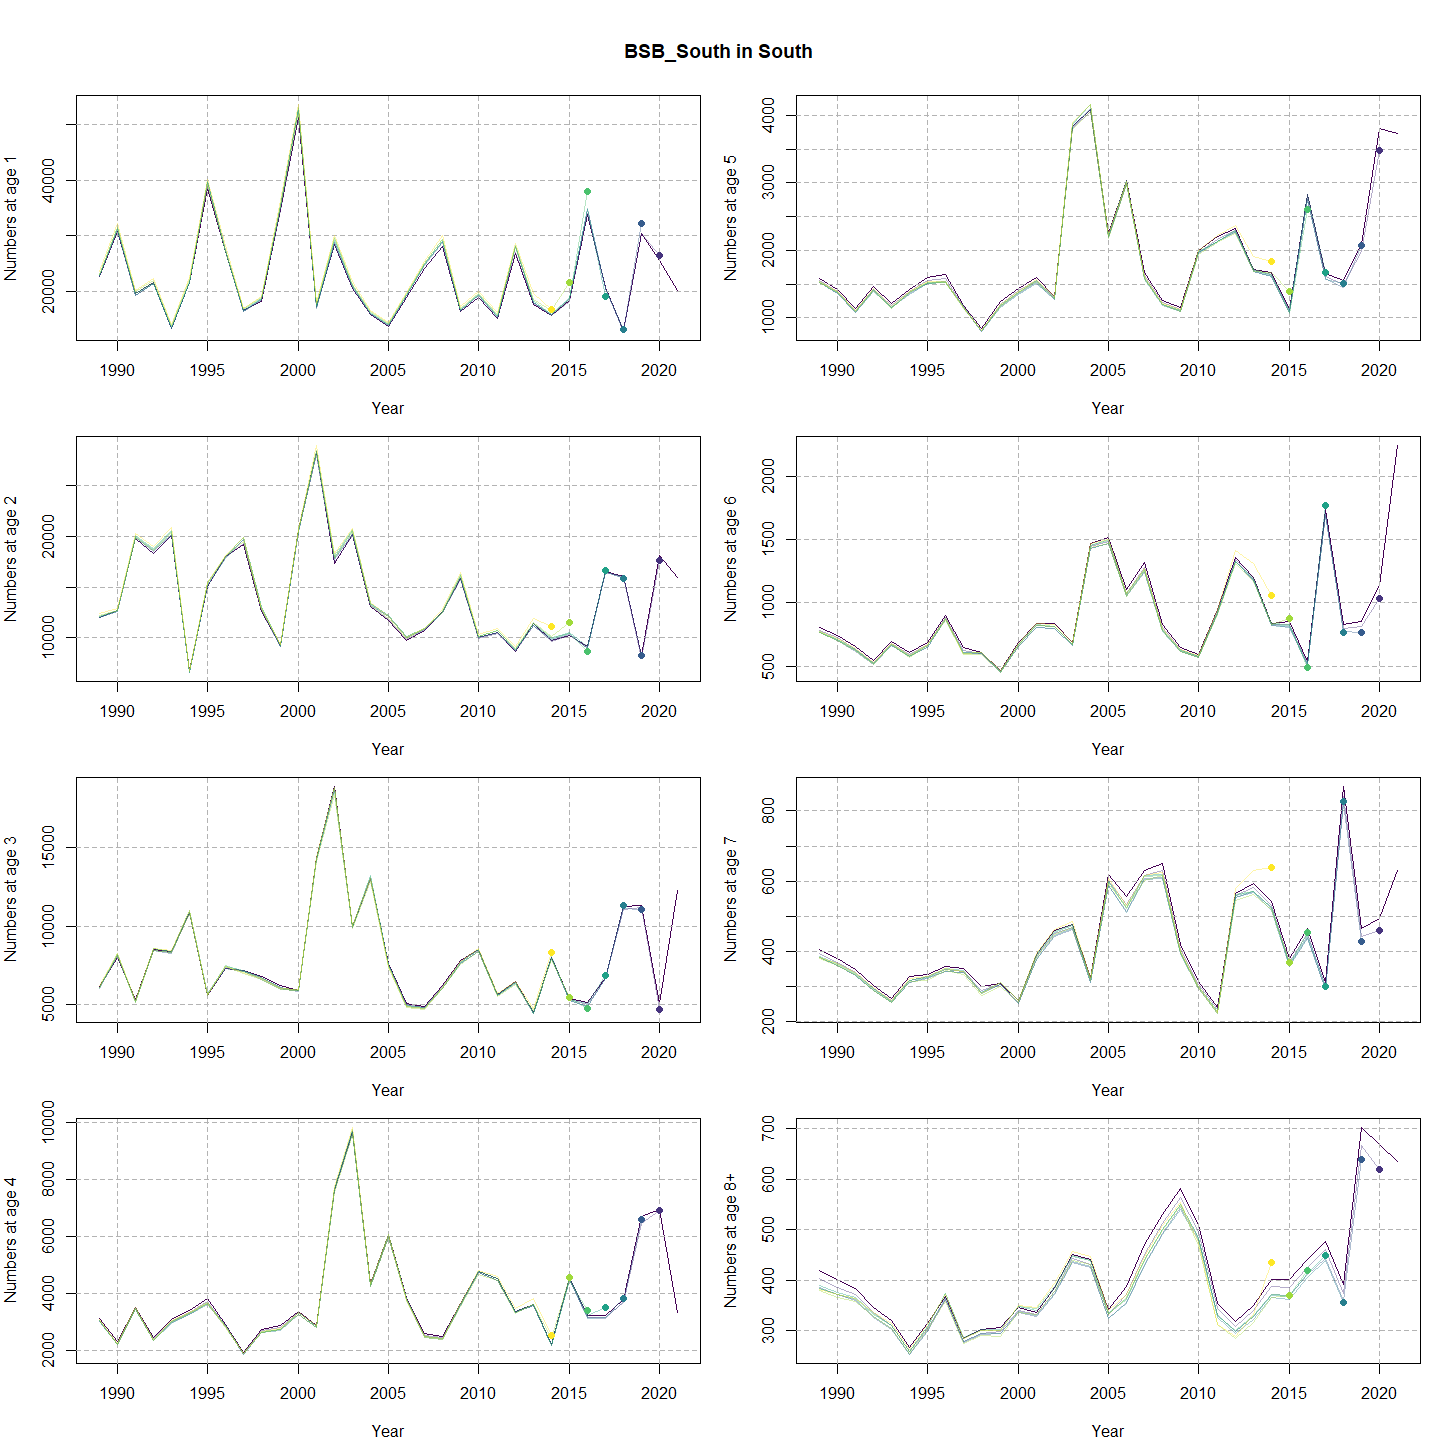 BSB_South in South
Numbers at age 1
20000 40000
1990 1995 2000 2005 2010 2015 2020
Year
Numbers at age 5
1000 2000 3000 4000
1990 1995 2000 2005 2010 2015 2020
Year
Numbers at age 2
10000 20000
1990 1995 2000 2005 2010 2015 2020
Year
Numbers at age 6
500 1000 1500 2000
1990 1995 2000 2005 2010 2015 2020
Year
Numbers at age 3
5000 10000 15000
1990 1995 2000 2005 2010 2015 2020
Year
Numbers at age 7
200 400 600 800
1990 1995 2000 2005 2010 2015 2020
Year
Numbers at age 4
2000 4000 6000 8000 10000
1990 1995 2000 2005 2010 2015 2020
Year
Numbers at age 8+
300 400 500 600 700
1990 1995 2000 2005 2010 2015 2020
Year